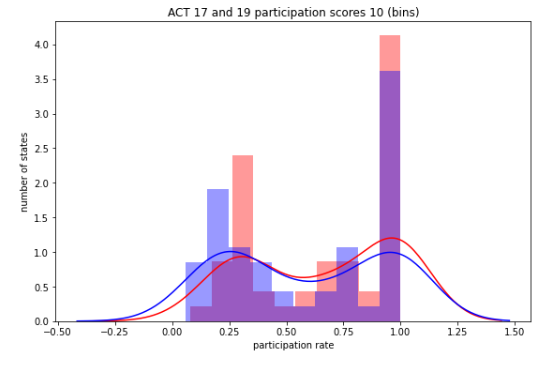 ACT 17 and 19 participation scores 10 (bins)
4.0
3.5
3.0
2.5
2.0
1.5
1.0
0.5
0.0
number of states
−0.50 −0.25 0.00 0.25 0.50 0.75 1.00 1.25 1.50
participation rate